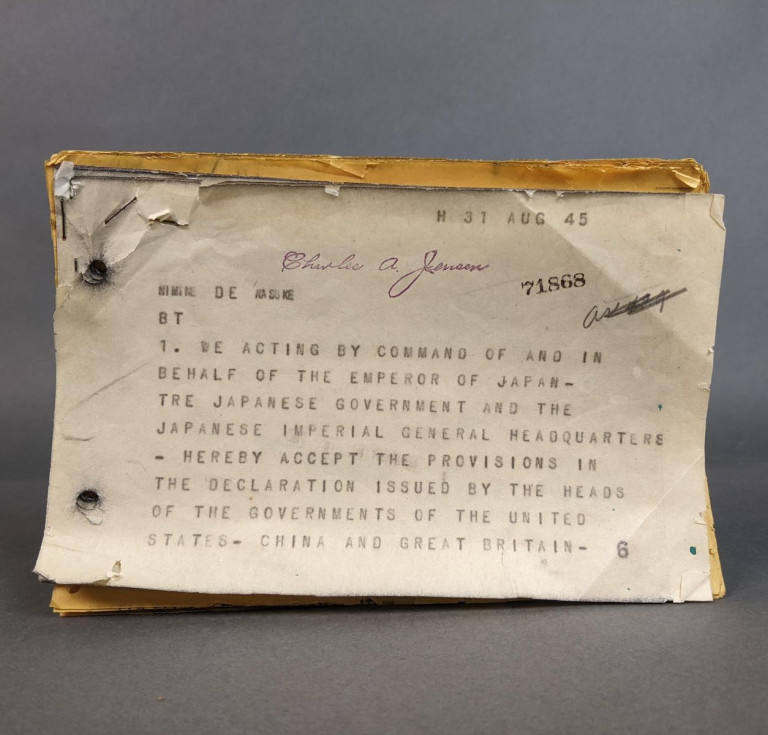 H 31 AUG 45
Charlie A. Jensen
71868
DE
BT
1. WE ACTING BY COMMAND OF AND IN
BEHALF OF THE EMPEROR OF JAPAN-
TRE JAPANESE GOVERNMENT AND THE
JAPANESE IMPERIAL GENERAL HEADQUARTERS
- HEREBY ACCEPT THE PROVISIONS IN
THE DECLARATION ISSUED BY THE HEADS
OF THE GOVERNMENTS OF THE UNITED
STATES- CHINA AND GREAT BRITAIN- 6